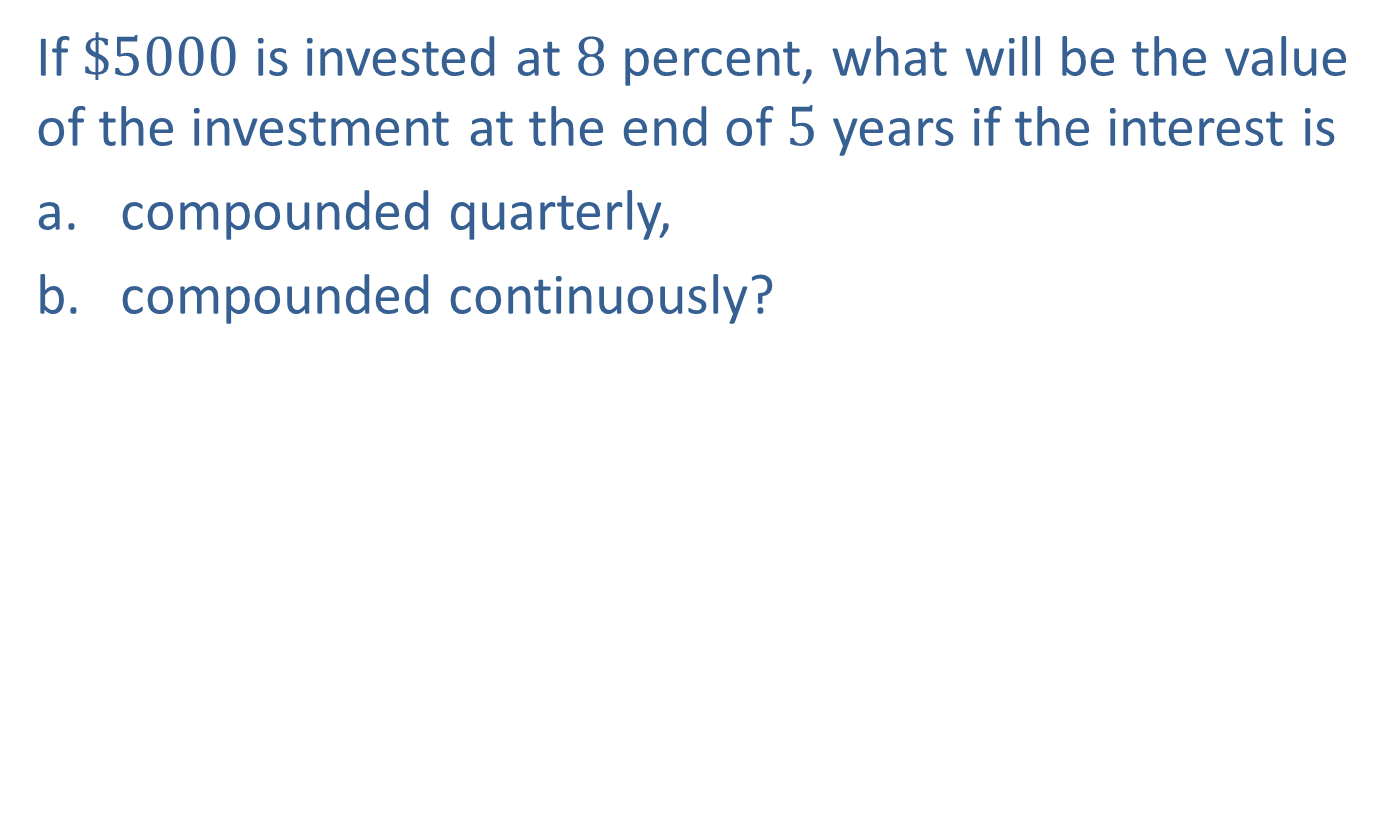 If $5000 is invested at 8 percent, what will be the value
of the investment at the end of 5 years if the interest is
a. compounded quarterly,
b. compounded continuously?